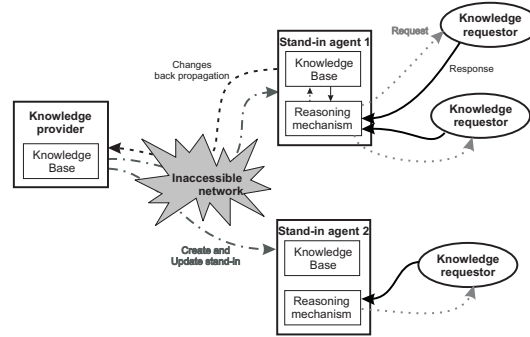 Stand-in agent 1
Knowledge
Base
Reasoning
mechanism
Request
Knowledge
requestor
Response
Knowledge
requestor
Changes
back propagation
Knowledge
provider
Knowledge
Base
Inaccessible
network
Create and
Update stand-in
Stand-in agent 2
Knowledge
Base
Reasoning
mechanism
Knowledge
requestor